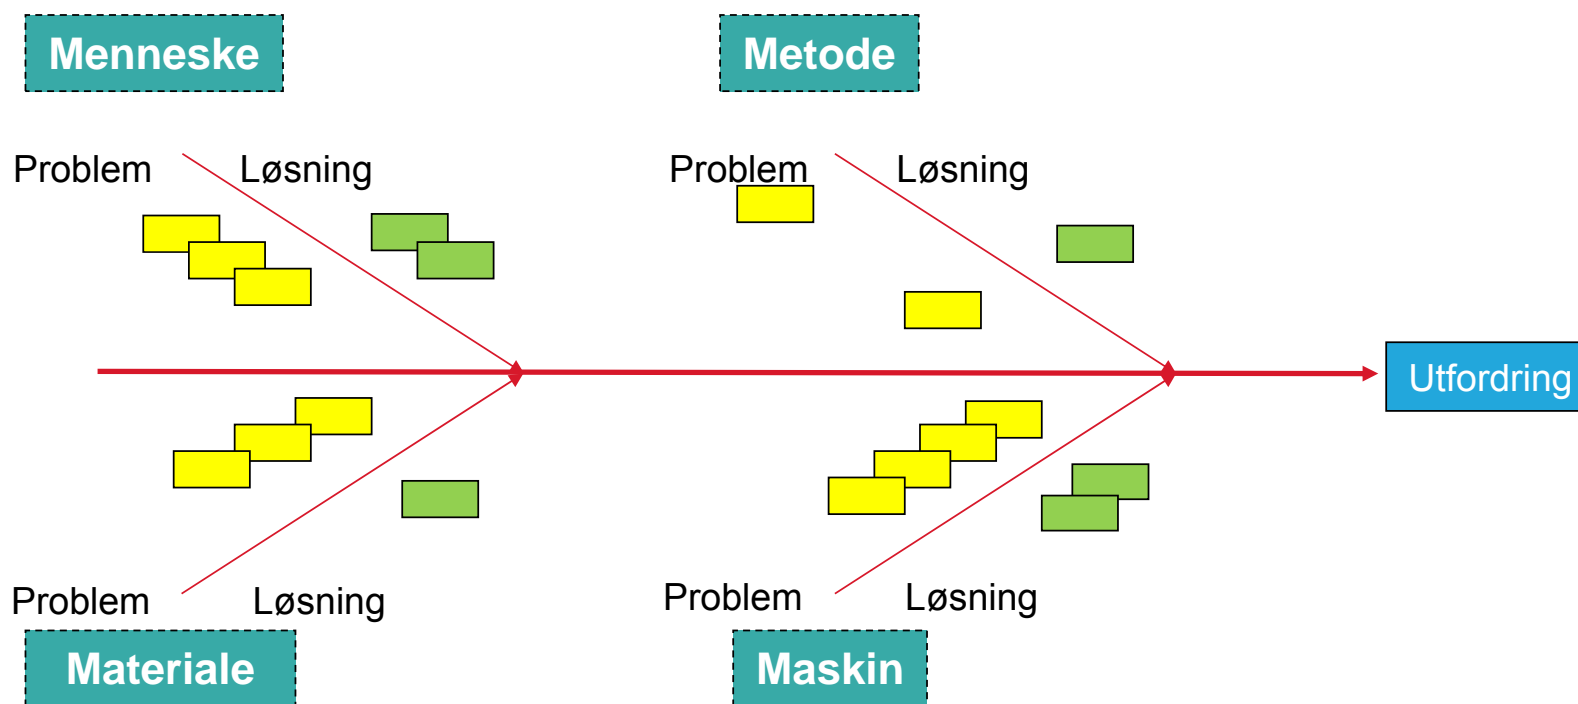 Menneske
Metode
Problem
Løsning
Problem
Løsning
Utfordring
Problem
Løsning
Problem
Løsning
Materiale
Maskin